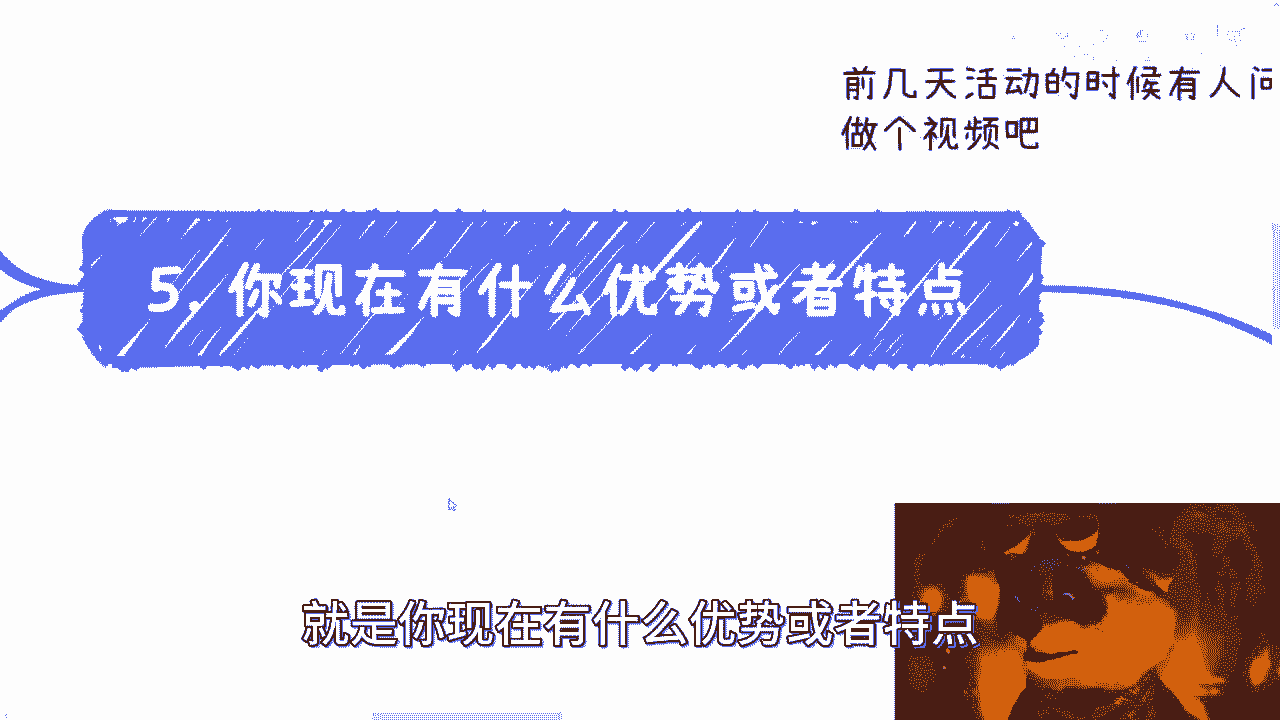 前几天活动的时候有人问
做个视频吧
5. 你现在有什么优势或者特点
就是你现在有什么优势或者特点